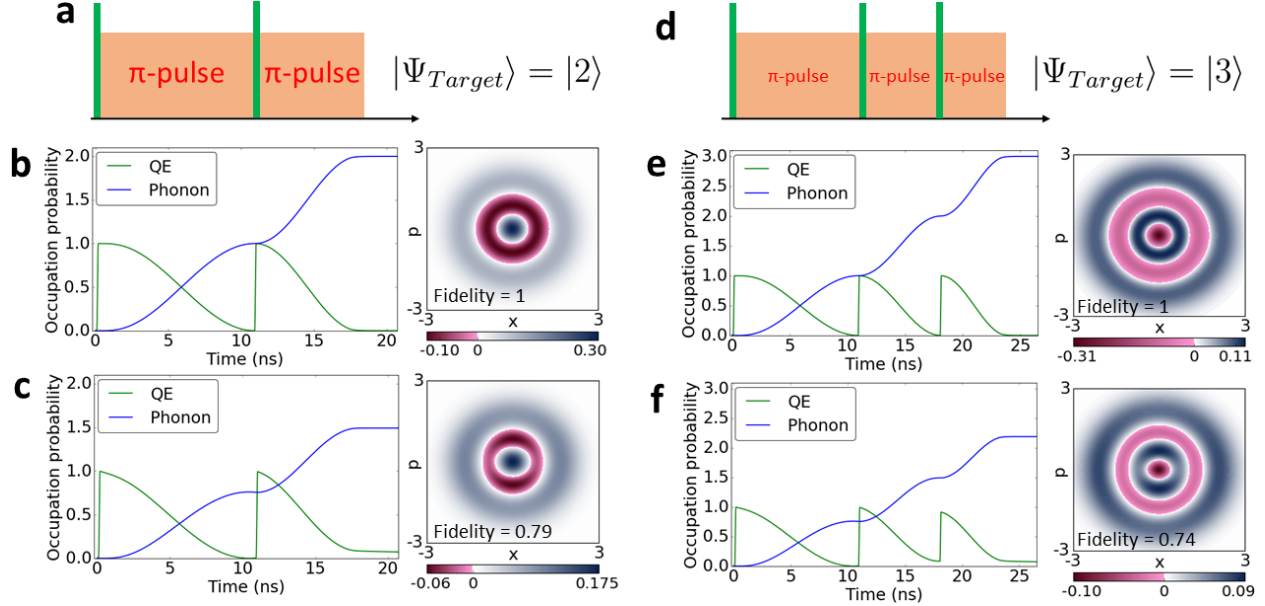 a
π-pulse
π-pulse
|Ψ_Target⟩ = |2⟩
b
Occupation probability
2.0
1.5
1.0
0.5
0.0
QE
Phonon
0
5
10
15
20
Time (ns)
3
p
-3
Fidelity = 1
-3
x
3
-0.10
0
0.30
c
Occupation probability
2.0
1.5
1.0
0.5
0.0
QE
Phonon
0
5
10
15
20
Time (ns)
3
p
-3
Fidelity = 0.79
-3
x
3
-0.06
0
0.175
d
π-pulse
π-pulse
π-pulse
|Ψ_Target⟩ = |3⟩
e
Occupation probability
3.0
2.5
2.0
1.5
1.0
0.5
0.0
QE
Phonon
0
5
10
15
20
25
Time (ns)
3
p
-3
Fidelity = 1
-3
x
3
-0.31
0
0.11
f
Occupation probability
3.0
2.5
2.0
1.5
1.0
0.5
0.0
QE
Phonon
0
5
10
15
20
25
Time (ns)
3
p
-3
Fidelity = 0.74
-3
x
3
-0.10
0
0.09